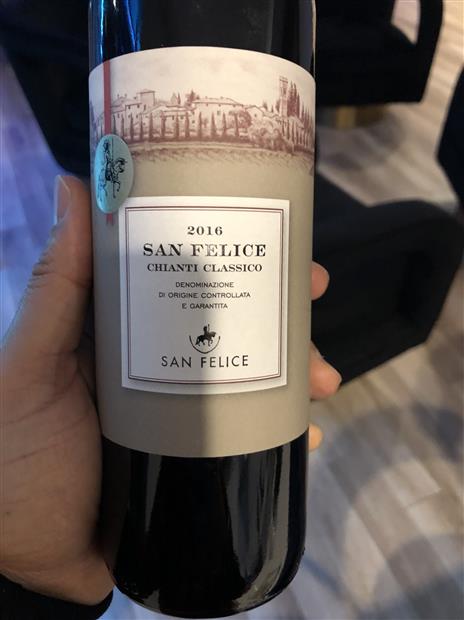 2016
SAN FELICE
CHIANTI CLASSICO
DENOMINAZIONE
DI ORIGINE CONTROLLATA
E GARANTITA
SAN FELICE